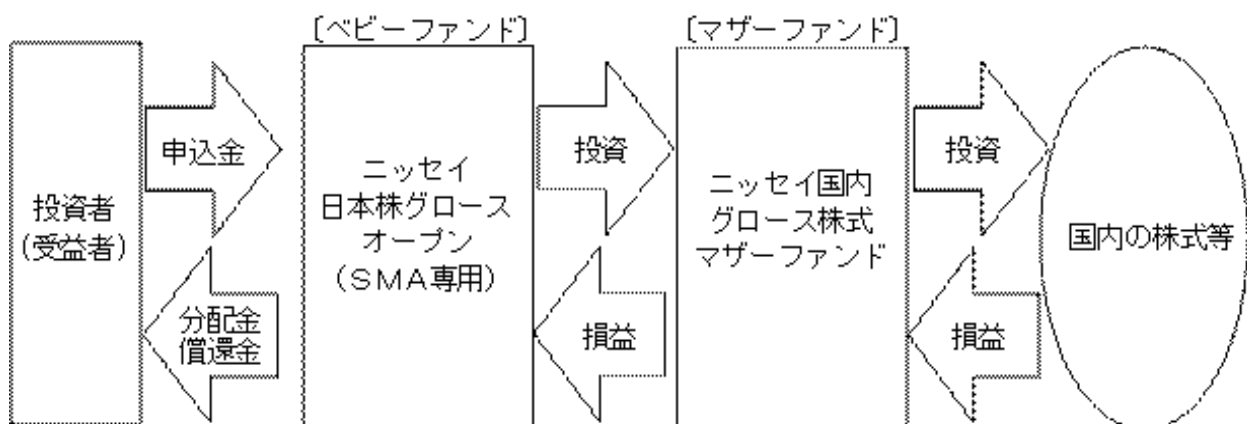 〔ベビーファンド〕
〔マザーファンド〕
申込金
投資
投資
投資者
(受益者)
ニッセイ
日本株グロース
オープン
(SMA専用)
ニッセイ国内
グロース株式
マザーファンド
国内の株式等
分配金
償還金
損益
損益